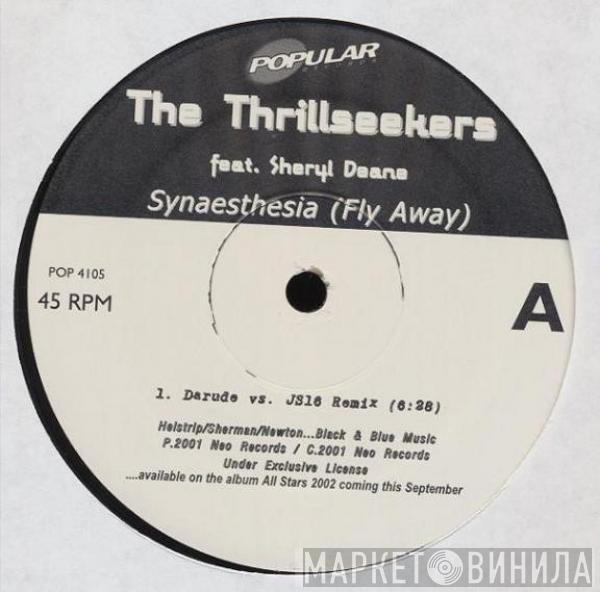 POPULAR
RECORDS
The Thrillseekers
feat. Sheryl Deane
Synaesthesia (Fly Away)
POP 4105
45 RPM
A
1. Darude vs. JS16 Remix (6:28)
Helstrip/Sherman/Newton...Black & Blue Music
P.2001 Neo Records / C.2001 Neo Records
Under Exclusive License
....available on the album All Stars 2002 coming this September
МАРКЕТ ВИНИЛА